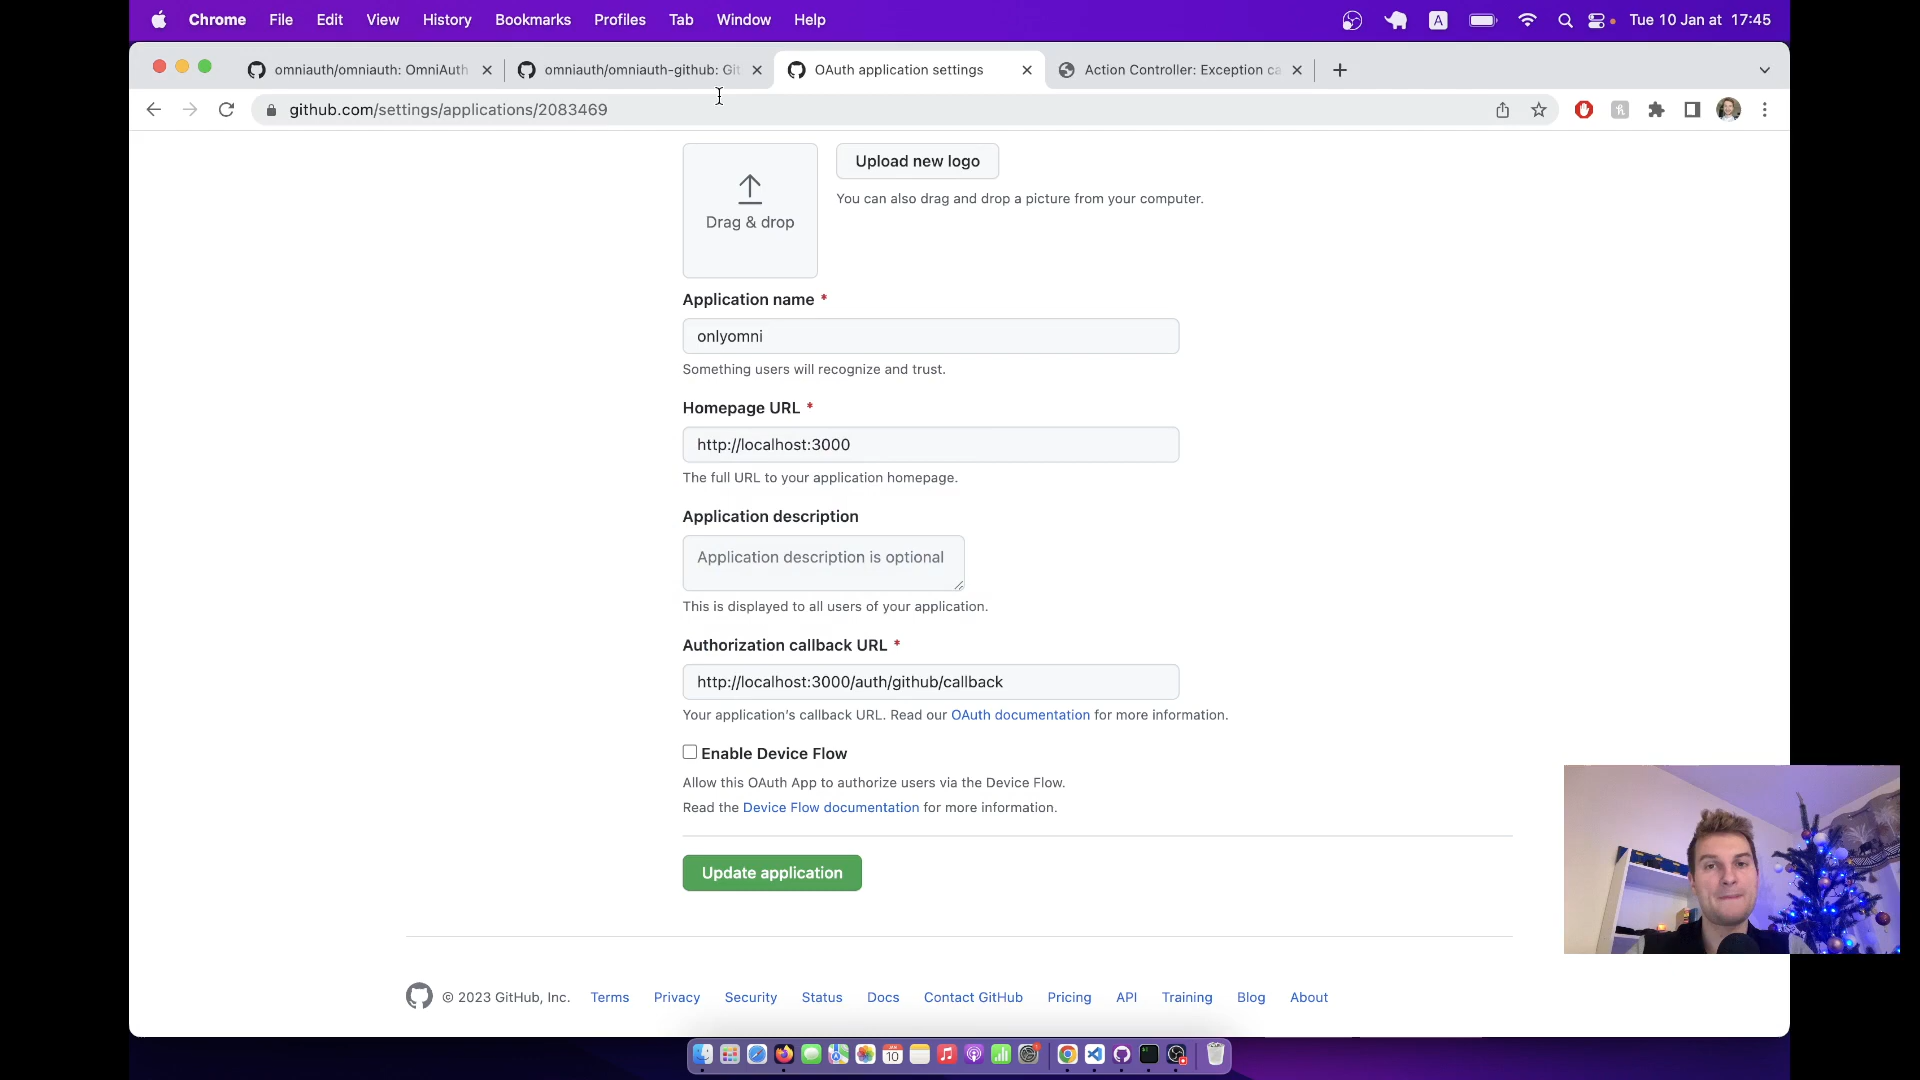 Chrome File Edit View History Bookmarks Profiles Tab Window Help
A
Tue 10 Jan at 17:45
omniauth/omniauth: OmniAuth
omniauth/omniauth-github: Git
OAuth application settings
Action Controller: Exception ca
github.com/settings/applications/2083469
Drag & drop
Upload new logo
You can also drag and drop a picture from your computer.
Application name *
onlyomni
Something users will recognize and trust.
Homepage URL *
http://localhost:3000
The full URL to your application homepage.
Application description
Application description is optional
This is displayed to all users of your application.
Authorization callback URL *
http://localhost:3000/auth/github/callback
Your application's callback URL. Read our OAuth documentation for more information.
Enable Device Flow
Allow this OAuth App to authorize users via the Device Flow.
Read the Device Flow documentation for more information.
Update application
© 2023 GitHub, Inc. Terms Privacy Security Status Docs Contact GitHub Pricing API Training Blog About
10